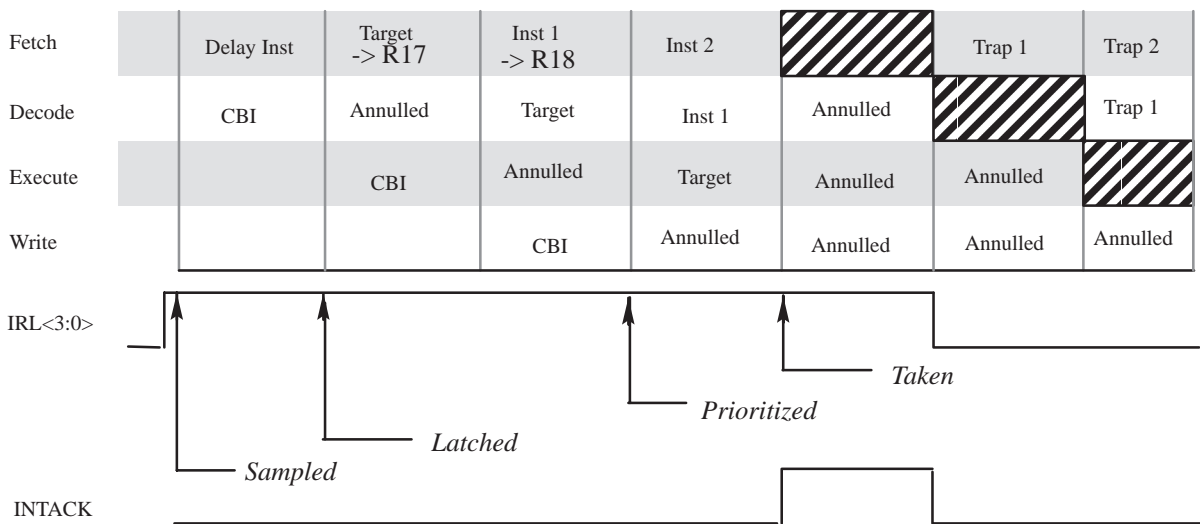 Fetch
Delay Inst
Target
-> R17
Inst 1
-> R18
Inst 2
Trap 1
Trap 2
Decode
CBI
Annulled
Target
Inst 1
Annulled
Trap 1
Execute
CBI
Annulled
Target
Annulled
Annulled
Write
CBI
Annulled
Annulled
Annulled
Annulled
IRL<3:0>
Taken
Prioritized
Latched
Sampled
INTACK